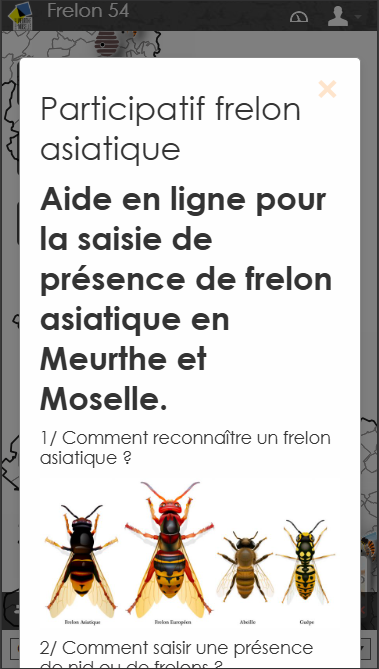 Frelon 54
Participatif frelon
asiatique
Aide en ligne pour
la saisie de
présence de frelon
asiatique en
Meurthe et
Moselle.
1/ Comment reconnaître un frelon
asiatique ?
Frelon Asiatique Frelon Européen Abeille Guêpe
2/ Comment saisir une présence
de nid ou de frelons ?